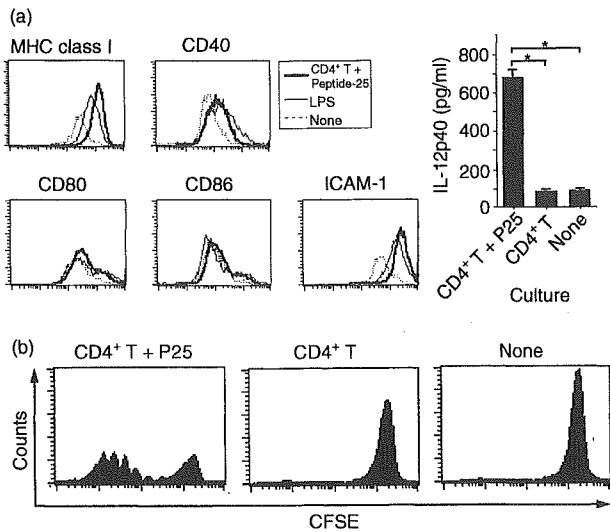 (a)
MHC class I
CD40
CD4⁺ T +
Peptide-25
LPS
None
CD80
CD86
ICAM-1
IL-12p40 (pg/ml)
800
600
400
200
0
*
*
CD4⁺ T + P25
CD4⁺ T
None
Culture
(b)
CD4⁺ T + P25
CD4⁺ T
None
Counts
CFSE